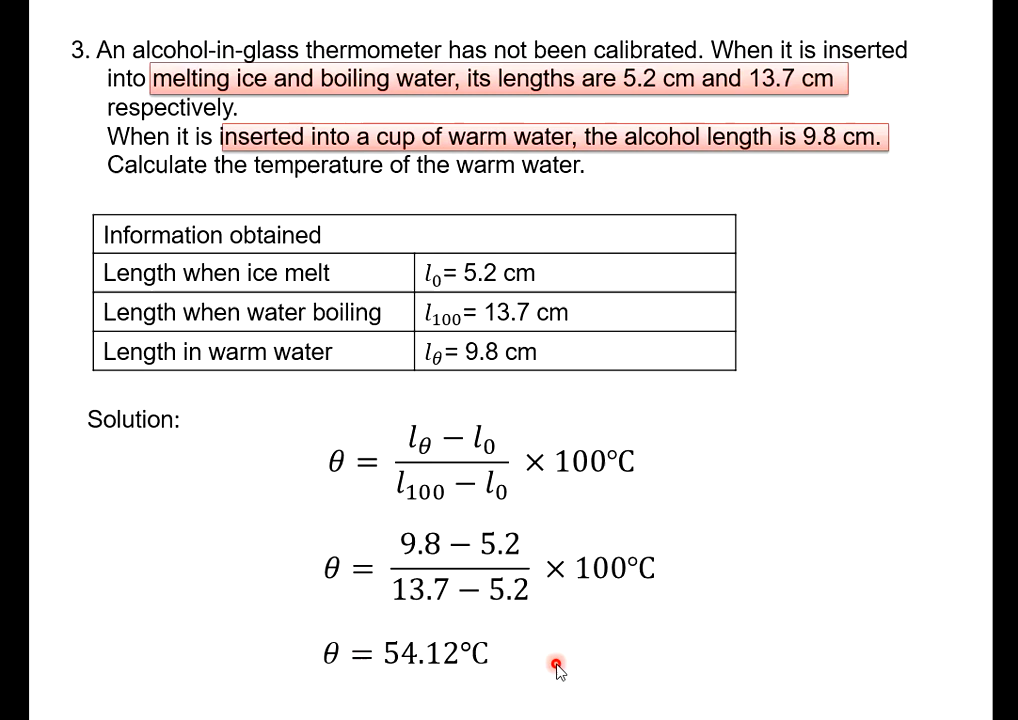 3. An alcohol-in-glass thermometer has not been calibrated. When it is inserted
into melting ice and boiling water, its lengths are 5.2 cm and 13.7 cm
respectively.
When it is inserted into a cup of warm water, the alcohol length is 9.8 cm.
Calculate the temperature of the warm water.
Information obtained
Length when ice melt l₀= 5.2 cm
Length when water boiling l₁₀₀= 13.7 cm
Length in warm water l_θ= 9.8 cm
Solution:
θ = (l_θ − l₀)/(l₁₀₀ − l₀) × 100°C
θ = (9.8 − 5.2)/(13.7 − 5.2) × 100°C
θ = 54.12°C